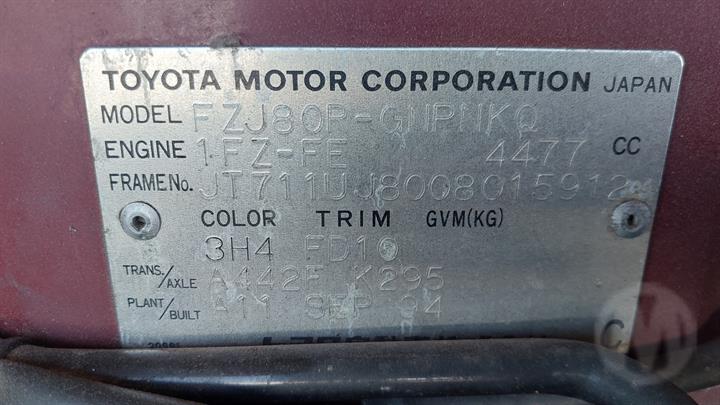 TOYOTA MOTOR CORPORATION JAPAN
MODEL FZJ80R-GNPNKQ
ENGINE 1FZ-FE 4477 CC
FRAME No. JT711UJ8008015912
COLOR TRIM GVM(KG)
3H4 FD10
TRANS./AXLE A442F K295
PLANT/BUILT A11 SEP 94
C
M